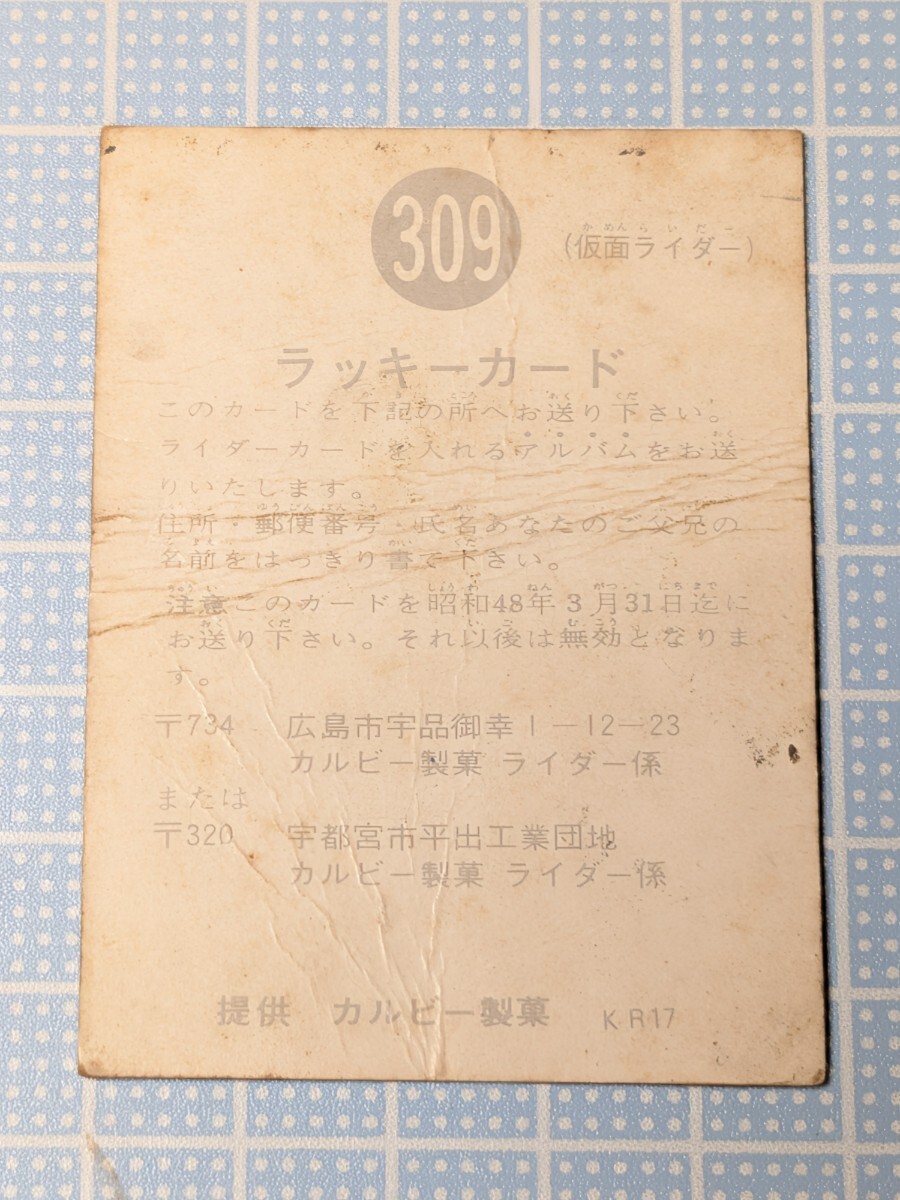 309
(仮面ライダー)
ラッキーカード
このカードを下記の所へお送り下さい。
ライダーカードを入れるアルバムをお送
りいたします。
住所・郵便番号・氏名あなたのご父兄の
名前をはっきり書て下さい。
注意このカードを昭和48年3月31日迄に
お送り下さい。それ以後は無効となりま
す。
〒734 広島市宇品御幸1-12-23
カルビー製菓 ライダー係
または
〒320 宇都宮市平出工業団地
カルビー製菓 ライダー係
提供 カルビー製菓 KR17